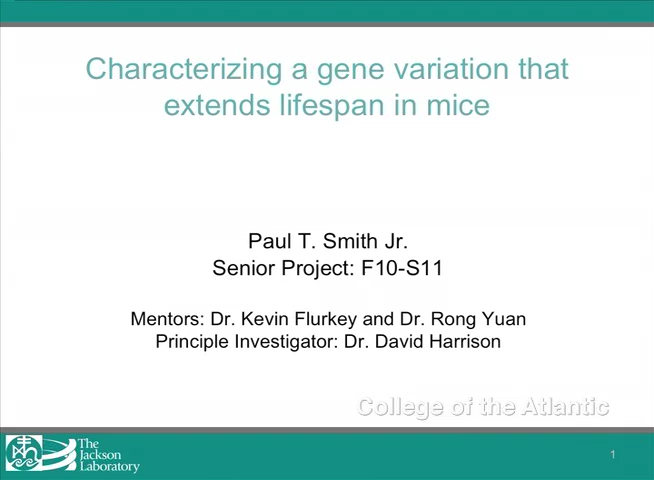 Characterizing a gene variation that
extends lifespan in mice
Paul T. Smith Jr.
Senior Project: F10-S11
Mentors: Dr. Kevin Flurkey and Dr. Rong Yuan
Principle Investigator: Dr. David Harrison
College of the Atlantic
The
Jackson
Laboratory
1